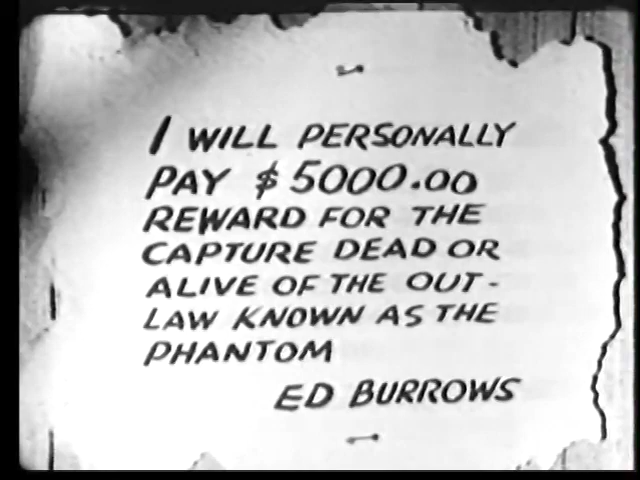 I WILL PERSONALLY
PAY $5000.00
REWARD FOR THE
CAPTURE DEAD OR
ALIVE OF THE OUT-
LAW KNOWN AS THE
PHANTOM
ED BURROWS